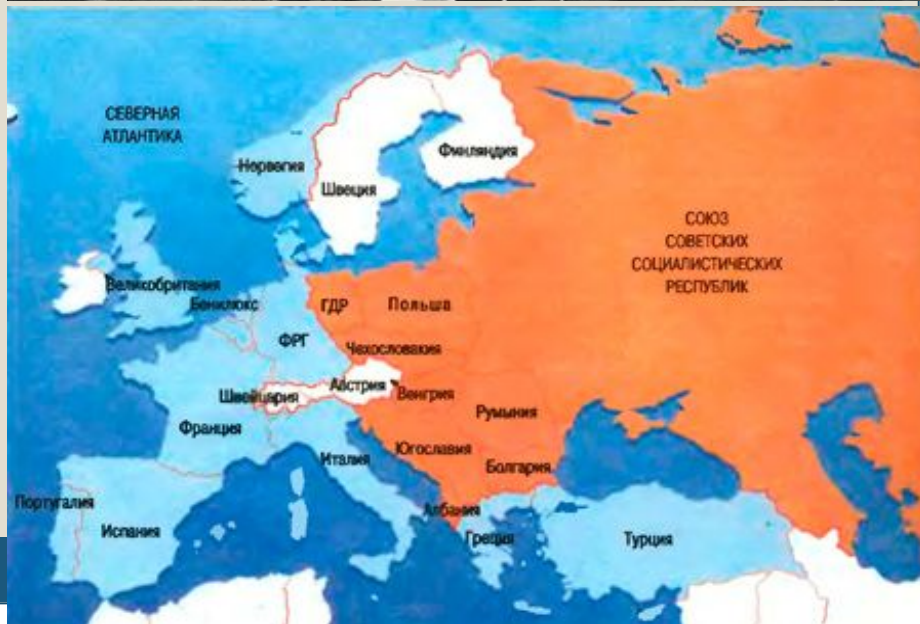 СЕВЕРНАЯ
АТЛАНТИКА
Норвегия
Финляндия
Швеция
СОЮЗ
СОВЕТСКИХ
СОЦИАЛИСТИЧЕСКИХ
РЕСПУБЛИК
Великобритания
Бенилюкс
ГДР
Польша
ФРГ
Чехословакия
Австрия
Швейцария
Венгрия
Румыния
Франция
Югославия
Италия
Болгария
Португалия
Албания
Испания
Греция
Турция